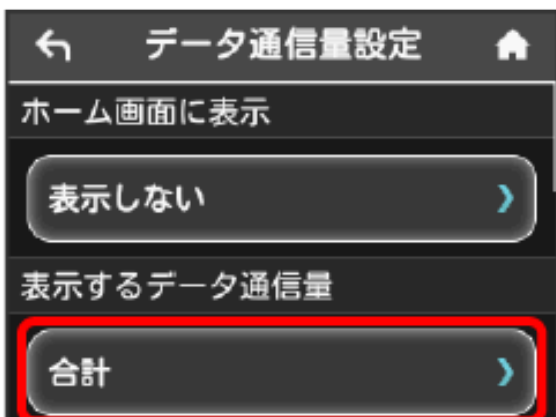 データ通信量設定
ホーム画面に表示
表示しない
表示するデータ通信量
合計